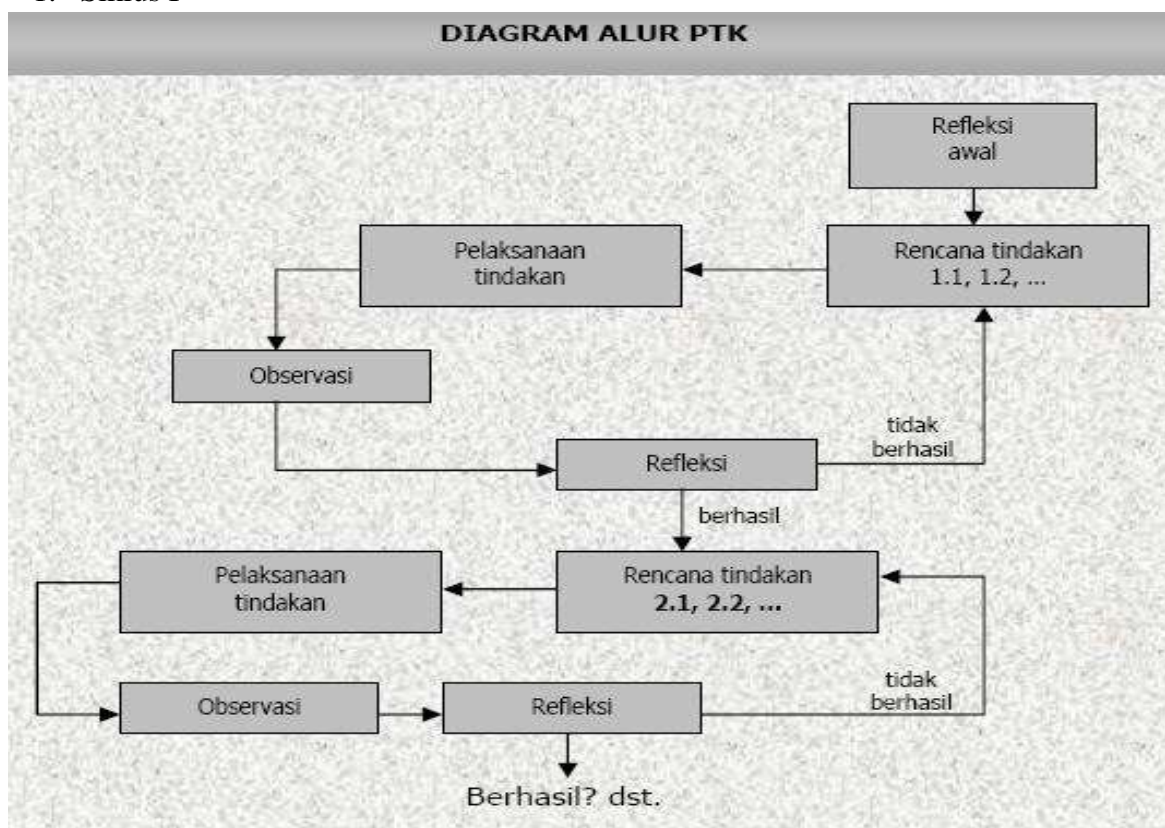 DIAGRAM ALUR PTK
Refleksi
awal
Rencana tindakan
1.1, 1.2, ...
Pelaksanaan
tindakan
Observasi
Refleksi
tidak
berhasil
berhasil
Rencana tindakan
2.1, 2.2, ...
Pelaksanaan
tindakan
Observasi
Refleksi
tidak
berhasil
Berhasil? dst.